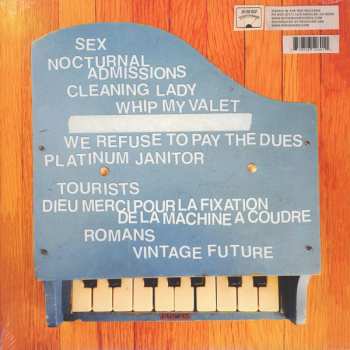 SEX
NOCTURNAL
ADMISSIONS
CLEANING LADY
WHIP MY VALET
WE REFUSE TO PAY THE DUES
PLATINUM JANITOR
TOURISTS
DIEU MERCI POUR LA FIXATION
DE LA MACHINE A COUDRE
ROMANS
VINTAGE FUTURE